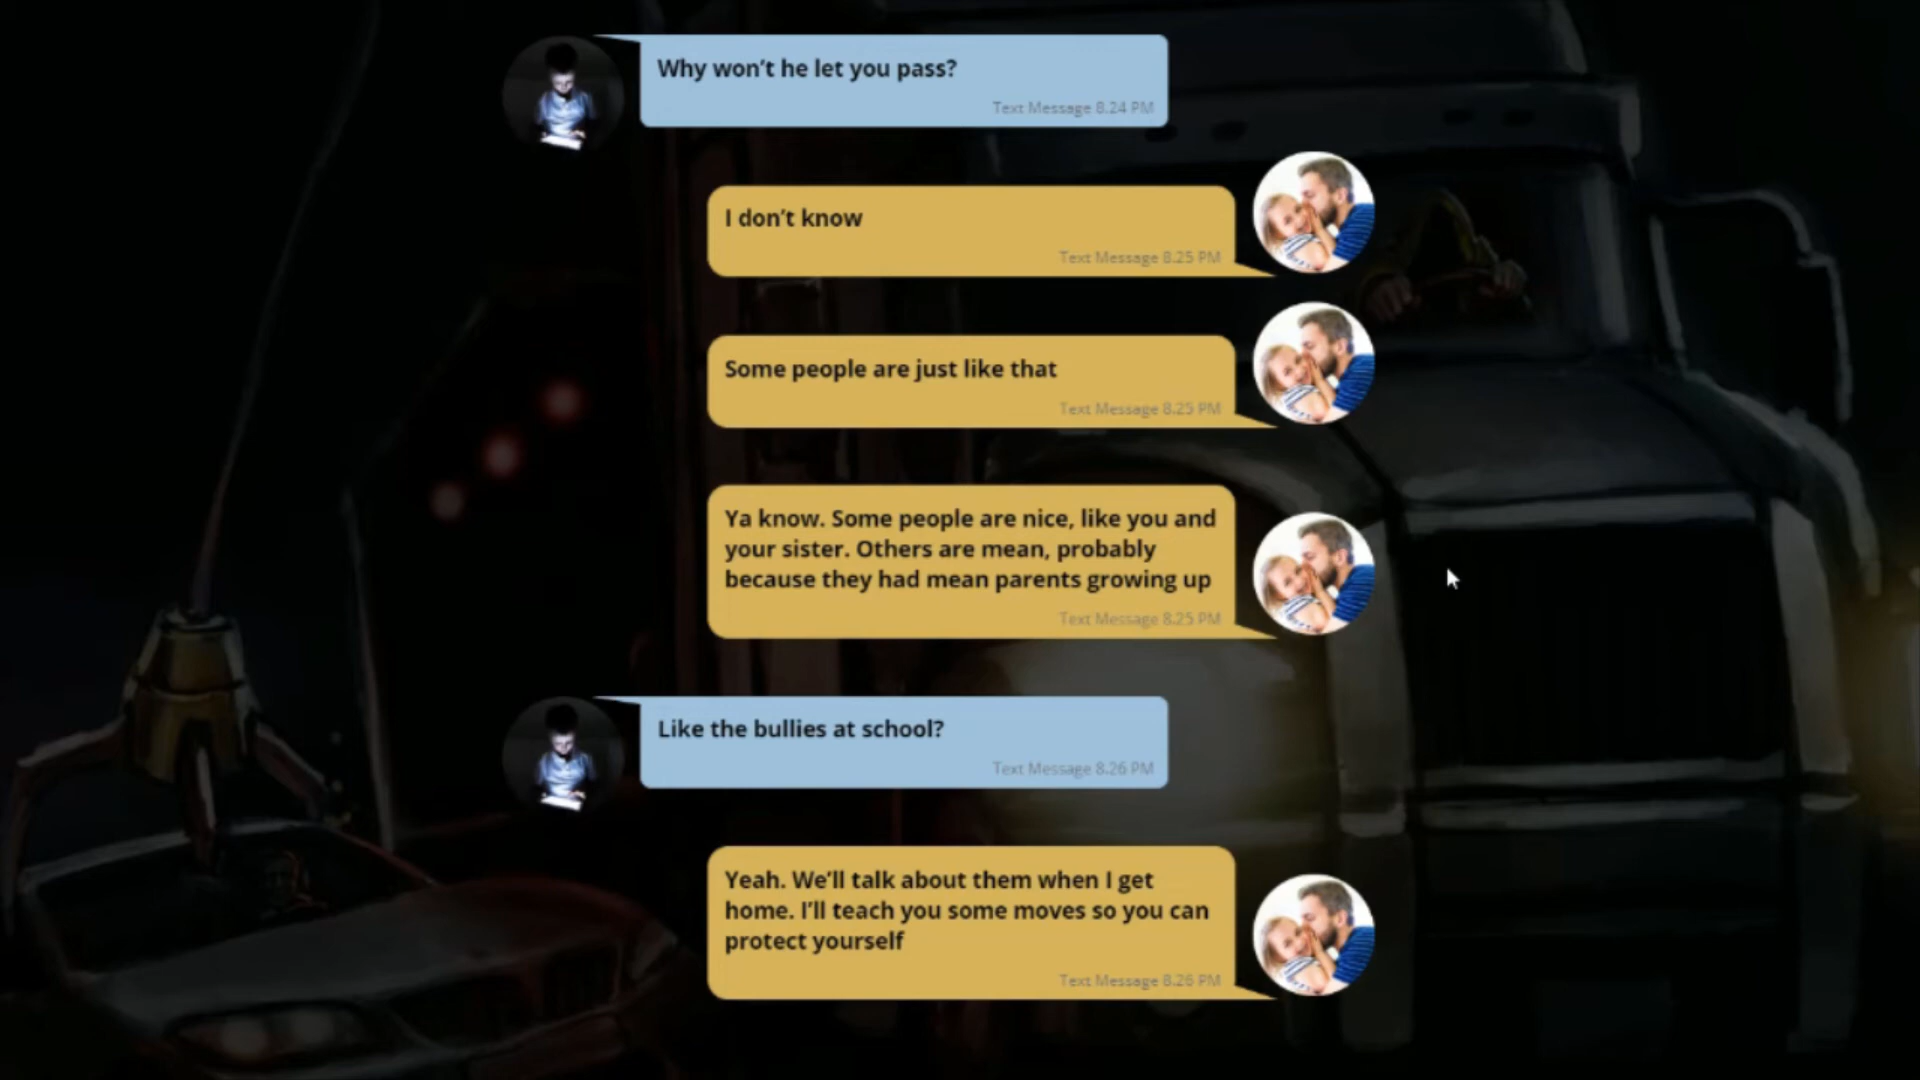 Why won't he let you pass?
Text Message 8.24 PM
I don't know
Text Message 8.25 PM
Some people are just like that
Text Message 8.25 PM
Ya know. Some people are nice, like you and
your sister. Others are mean, probably
because they had mean parents growing up
Text Message 8.25 PM
Like the bullies at school?
Text Message 8.26 PM
Yeah. We'll talk about them when I get
home. I'll teach you some moves so you can
protect yourself
Text Message 8.26 PM